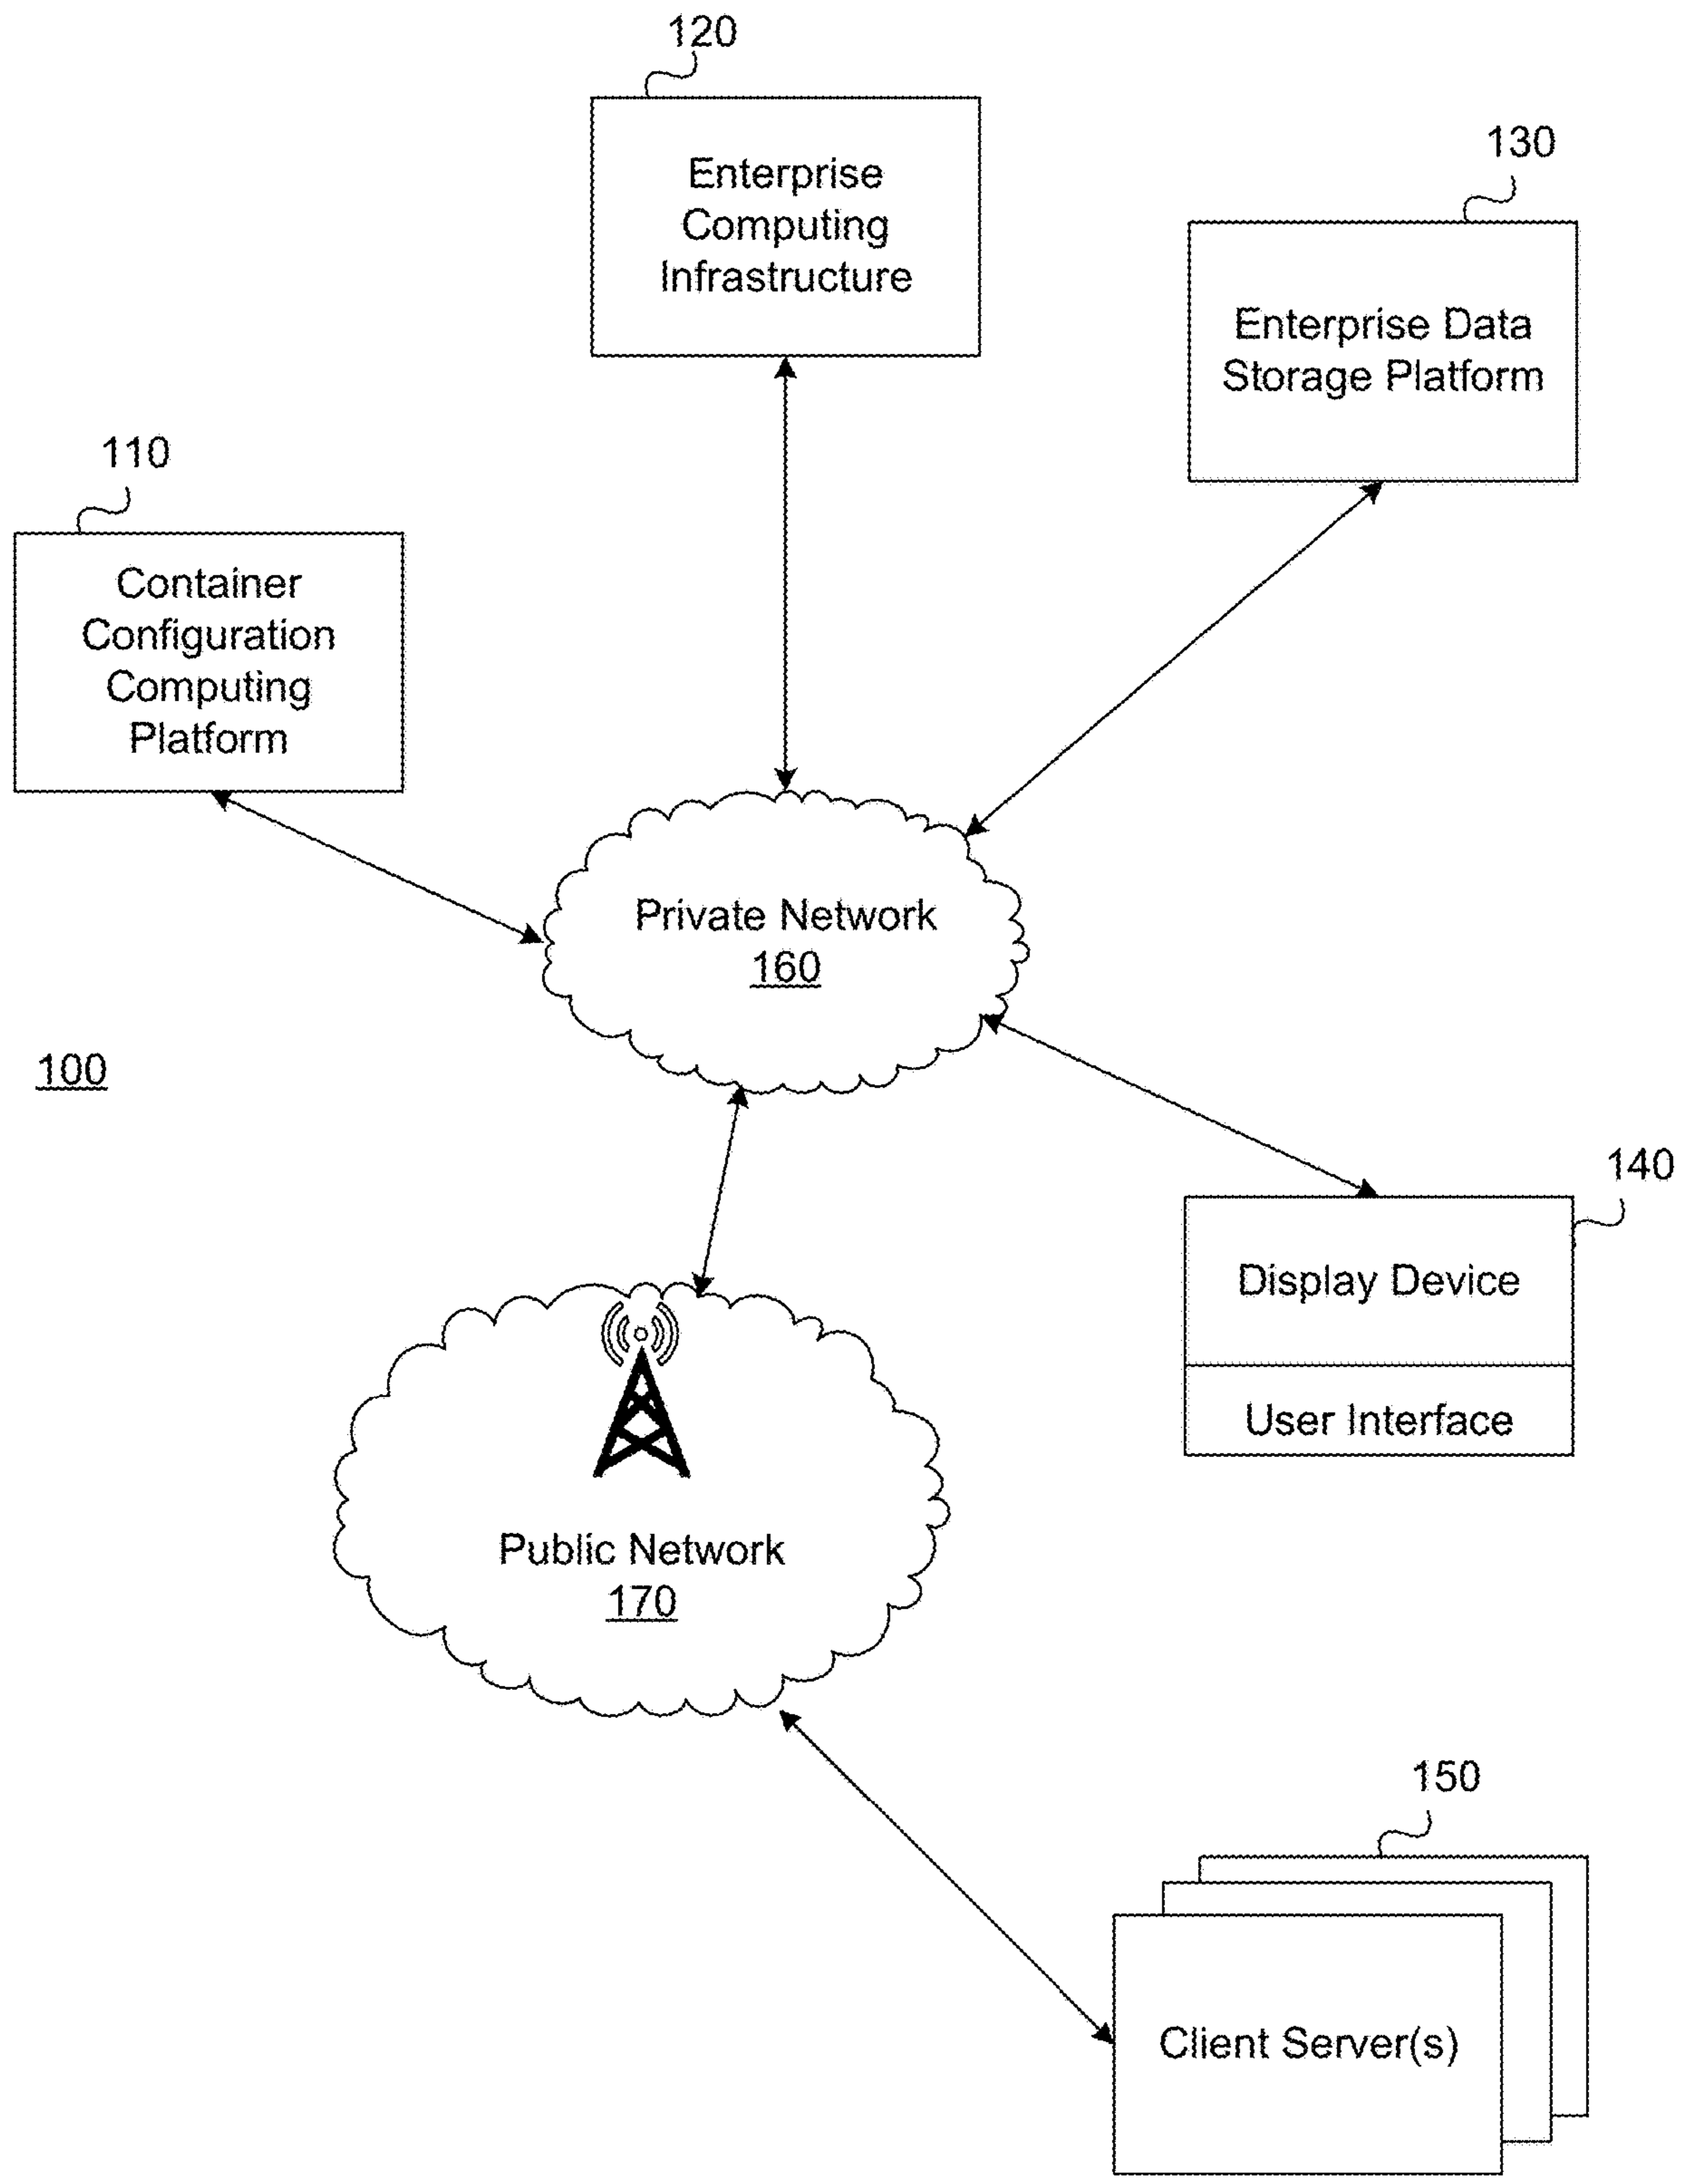 120
Enterprise
Computing
Infrastructure
130
Enterprise Data
Storage Platform
110
Container
Configuration
Computing
Platform
Private Network
160
100
140
Display Device
User Interface
Public Network
170
150
Client Server(s)